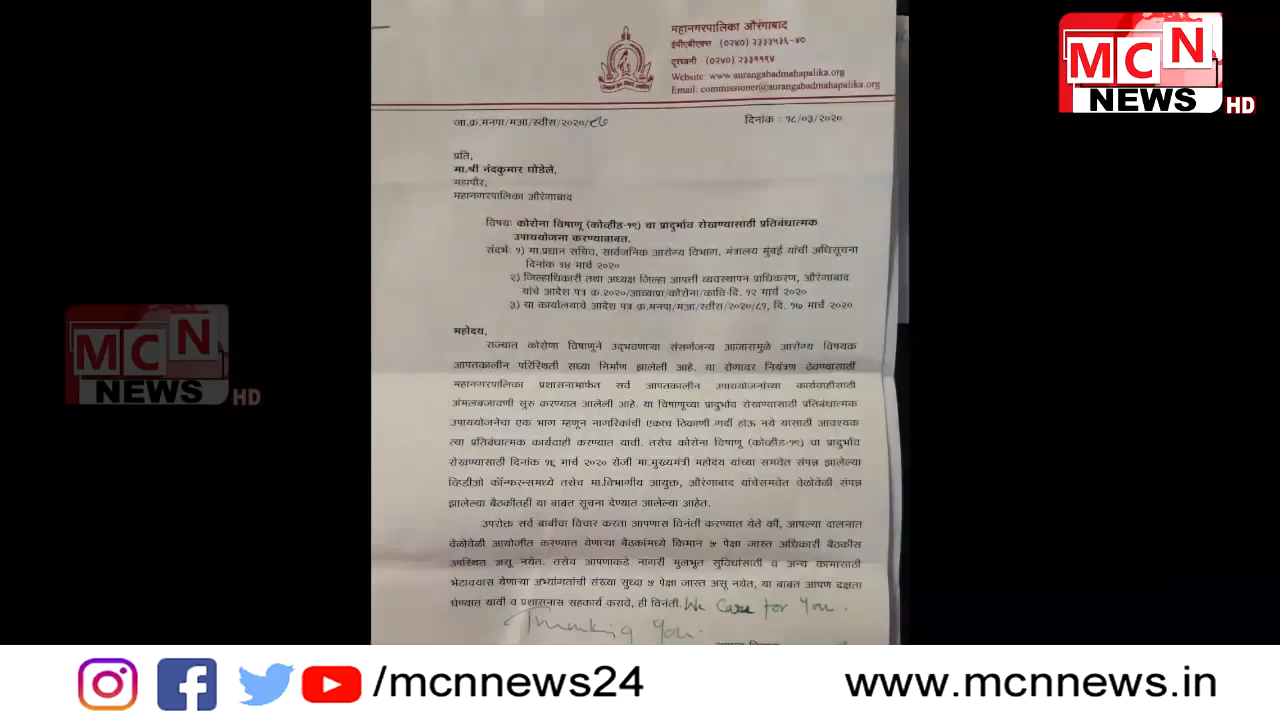 महानगरपालिका औरंगाबाद
ईपीएबीएक्स (०२४०) २३३३५३६-४०
दूरध्वनी (०२४०) २३३११९४
Website: www.aurangabadmahapalika.org
Email: commissioner@aurangabadmahapalika.org
MCN
NEWS HD
जा.क्र.मनपा/मआ/स्वीस/२०२०/८७
दिनांक : १८/०३/२०२०
प्रति,
मा.श्री नंदकुमार घोडेले,
महापौर,
महानगरपालिका औरंगाबाद
विषयः कोरोना विषाणू (कोव्हीड-१९) चा प्रादुर्भाव रोखण्यासाठी प्रतिबंधात्मक
उपाययोजना करण्याबाबत.
संदर्भः १) मा.प्रधान सचिव, सार्वजनिक आरोग्य विभाग, मंत्रालय मुंबई यांची अधिसूचना
दिनांक १४ मार्च २०२०
२) जिल्हाधिकारी तथा अध्यक्ष जिल्हा आपत्ती व्यवस्थापन प्राधिकरण, औरंगाबाद
यांचे आदेश पत्र क्र.२०२०/आव्याप्रा/कोरोना/कावि-दि. १२ मार्च २०२०
३) या कार्यालयाचे आदेश पत्र क्र.मनपा/मआ/स्वीस/२०२०/८१, दि. १७ मार्च २०२०
महोदय,
राज्यात कोरोणा विषाणूने उद्‌भवणाऱ्या संसर्गजन्य आजारामुळे आरोग्य विषयक
आपतकालीन परिस्थिती सध्या निर्माण झालेली आहे. या रोगावर नियंत्रण ठेवण्यासाठी
महानगरपालिका प्रशासनामार्फत सर्व आपतकालीन उपाययोजनांच्या कार्यवाहीसाठी
अंमलबजावणी सुरु करण्यात आलेली आहे. या विषाणूच्या प्रादुर्भाव रोखण्यासाठी प्रतिबंधात्मक
उपाययोजनेचा एक भाग म्हणून नागरिकांची एकाच ठिकाणी गर्दी होऊ नये यासाठी आवश्यक
त्या प्रतिबंधात्मक कार्यवाही करण्यात यावी. तसेच कोरोना विषाणू (कोव्हीड-१९) चा प्रादुर्भाव
रोखण्यासाठी दिनांक १६ मार्च २०२० रोजी मा.मुख्यमंत्री महोदय यांच्या समवेत संपन्न झालेल्या
व्हिडीओ कॉन्फरन्समध्ये तसेच मा.विभागीय आयुक्त, औरंगाबाद यांचेसमवेत वेळोवेळी संपन्न
झालेल्या बैठकीतही या बाबत सूचना देण्यात आलेल्या आहेत.
उपरोक्त सर्व बाबींचा विचार करता आपणास विनंती करण्यात येते की, आपल्या दालनात
वेळोवेळी आयोजीत करण्यात येणाऱ्या बैठकांमध्ये किमान ५ पेक्षा जास्त अधिकारी बैठकीस
उपस्थित असू नयेत. तसेच आपणाकडे नागरी मुलभूत सुविधांसाठी व अन्य कामासाठी
भेटावयास येणाऱ्या अभ्यांगतांची संख्या सुध्दा ५ पेक्षा जास्त असू नयेत, या बाबत आपण दक्षता
घेण्यात यावी व प्रशासनास सहकार्य करावे, ही विनंती. We Care for You.
Thanking You.
MCN
NEWS HD
/mcnnews24
www.mcnnews.in